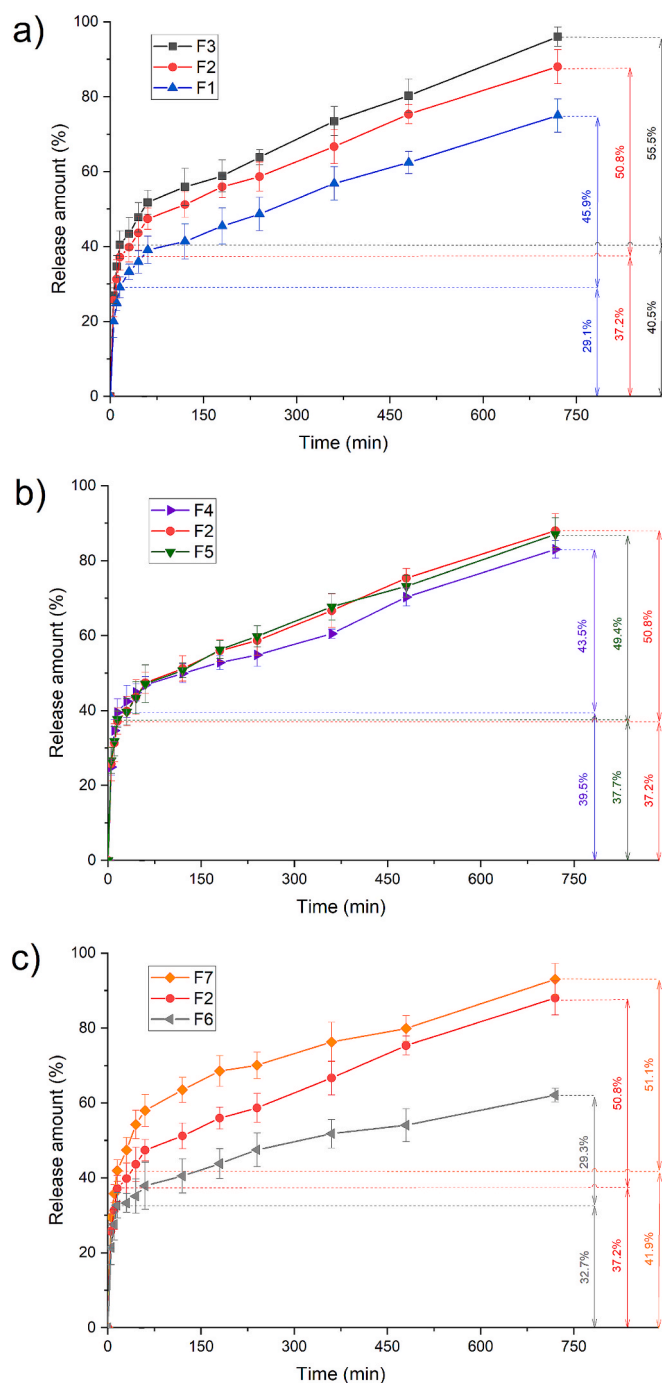 a)
F3
F2
F1
Release amount (%)
100
80
60
40
20
0
55.5%
50.8%
45.9%
40.5%
37.2%
29.1%
0 150 300 450 600 750
Time (min)
b)
F4
F2
F5
Release amount (%)
100
80
60
40
20
0
43.5%
49.4%
50.8%
39.5%
37.7%
37.2%
0 150 300 450 600 750
Time (min)
c)
F7
F2
F6
Release amount (%)
100
80
60
40
20
0
51.1%
50.8%
29.3%
32.7%
37.2%
41.9%
0 150 300 450 600 750
Time (min)